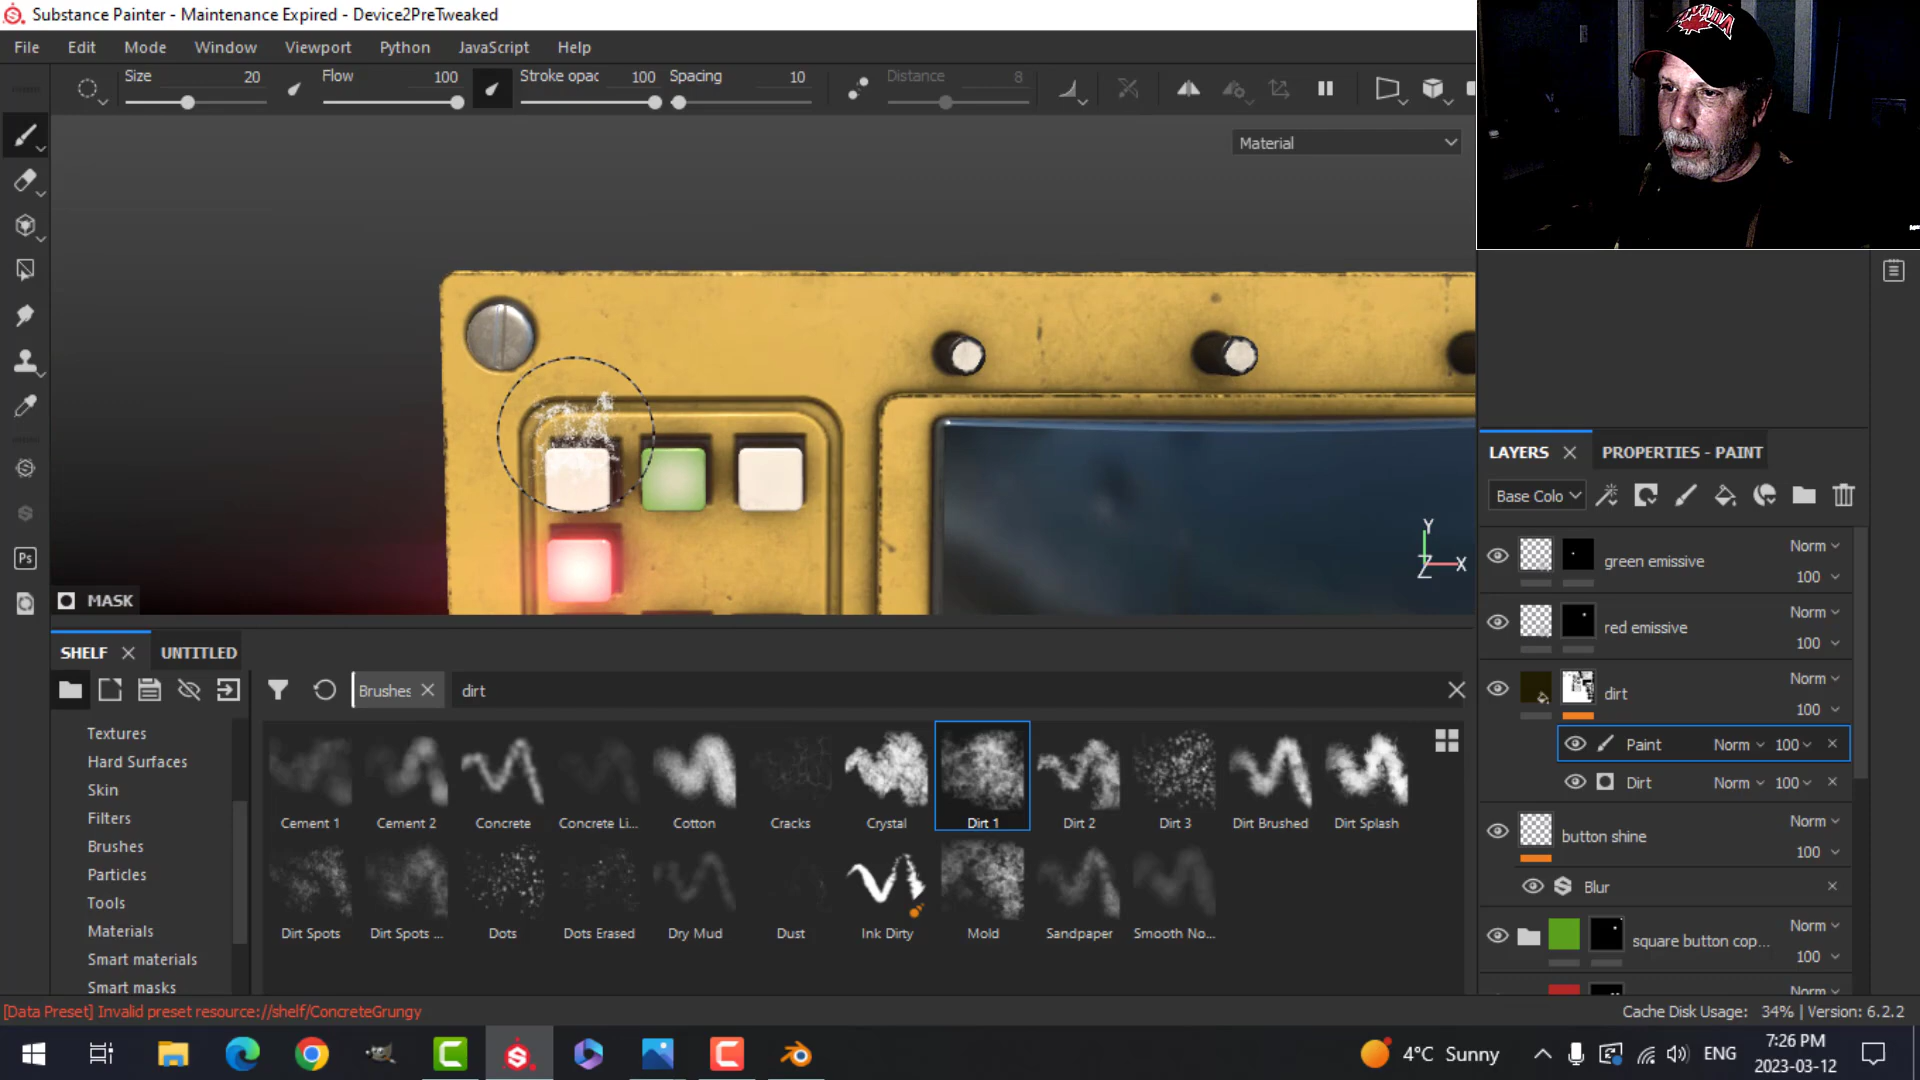 Substance Painter - Maintenance Expired - Device2PreTweaked
File Edit Mode Window Viewport Python JavaScript Help
Size 20 Flow 100 Stroke opac 100 Spacing 10 Distance 8
Material
Y
X
Z
MASK
LAYERS PROPERTIES - PAINT
Base Colo
green emissive Norm 100
red emissive Norm 100
dirt Norm 100
Paint Norm 100
Dirt Norm 100
button shine Norm 100
Blur
square button cop... Norm 100
Norm
SHELF UNTITLED
Brushes dirt
Textures
Hard Surfaces
Skin
Filters
Brushes
Particles
Tools
Materials
Smart materials
Smart masks
Cement 1 Cement 2 Concrete Concrete Li... Cotton Cracks Crystal Dirt 1 Dirt 2 Dirt 3 Dirt Brushed Dirt Splash
Dirt Spots Dirt Spots ... Dots Dots Erased Dry Mud Dust Ink Dirty Mold Sandpaper Smooth No...
[Data Preset] Invalid preset resource://shelf/ConcreteGrungy
Cache Disk Usage: 34% | Version: 6.2.2
4°C Sunny
ENG
7:26 PM
2023-03-12
Ps